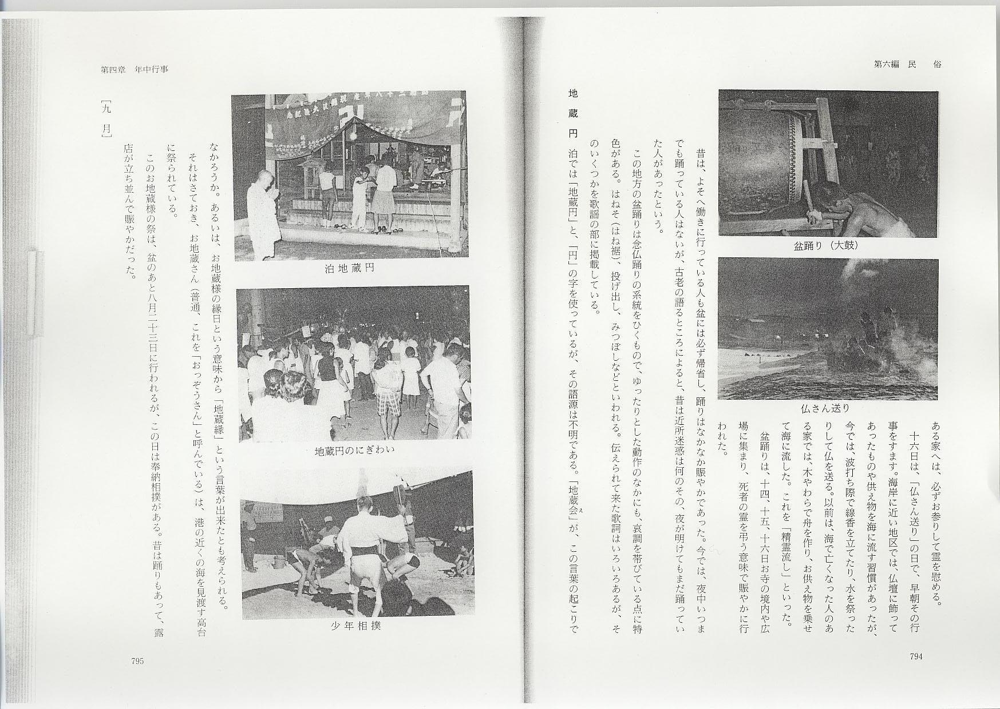 第六編　民　　俗
盆踊り（大鼓）
仏さん送り
ある家へは、必ずお参りして霊を慰める。
十六日は、「仏さん送り」の日で、早朝その行
事をすます。海岸に近い地区では、仏壇に飾って
あったものや供え物を海に流す習慣があったが、
今では、波打ち際で線香を立てたり、水を祭った
りして仏を送る。以前は、海で亡くなった人のあ
る家では、木やわらで舟を作り、お供え物を乗せ
て海に流した。これを「精霊流し」といった。
盆踊りは、十四、十五、十六日お寺の境内や広
場に集まり、死者の霊を弔う意味で賑やかに行
われた。
昔は、よそへ働きに行っている人も盆には必ず帰省し、踊りはなかなか賑やかであった。今では、夜中いつま
でも踊っている人はないが、古老の語るところによると、昔は近所迷惑は何のその、夜が明けてもまだ踊ってい
た人があったという。
この地方の盆踊りは念仏踊りの系統をひくもので、ゆったりとした動作のなかにも、哀調を帯びている点に特
色がある。はねそ（はね裾）、投げ出し、みつぼしなどといわれる。伝えられて来た歌詞はいろいろあるが、そ
のいくつかを歌謡の部に掲載している。
地蔵円　泊では「地蔵円」と、「円」の字を使っているが、その語源は不明である。「地蔵会え」が、この言葉の起こりで
794
第四章　年中行事
泊地蔵円
地蔵円のにぎわい
少年相撲
なかろうか。あるいは、お地蔵様の縁日という意味から「地蔵縁」という言葉が出来たとも考えられる。
それはさておき、お地蔵さん（普通、これを「おっぞうさん」と呼んでいる）は、港の近くの海を見渡す高台
に祭られている。
このお地蔵様の祭は、盆のあと八月二十三日に行われるが、この日は奉納相撲がある。昔は踊りもあって、露
店が立ち並んで賑やかだった。
［九　月］
795